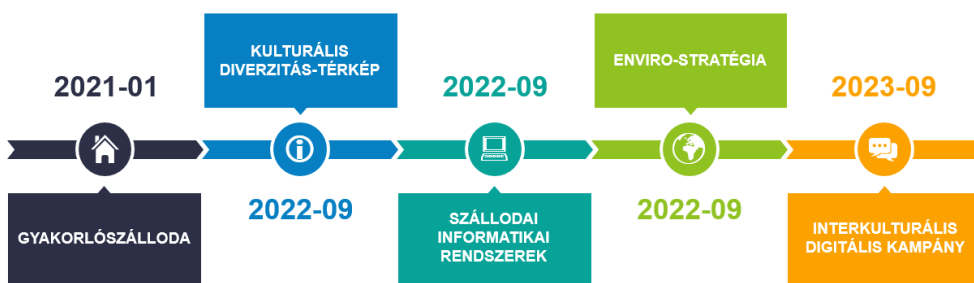 2021-01
GYAKORLÓSZÁLLODA
KULTURÁLIS
DIVERZITÁS-TÉRKÉP
2022-09
2022-09
SZÁLLODAI
INFORMATIKAI
RENDSZEREK
ENVIRO-STRATÉGIA
2022-09
2023-09
INTERKULTURÁLIS
DIGITÁLIS KAMPÁNY